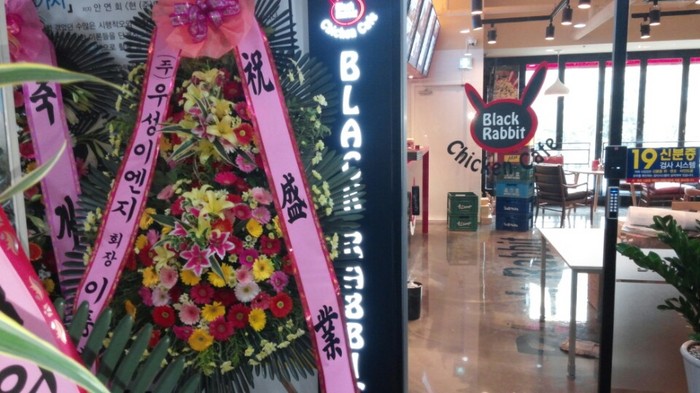 축 개
(주)우성이엔지 회장 이
祝 盛 業
Chicken Cafe
BLACK RABBIT
Black
Rabbit
Chicken Cafe
19 신분증
검사 시스템